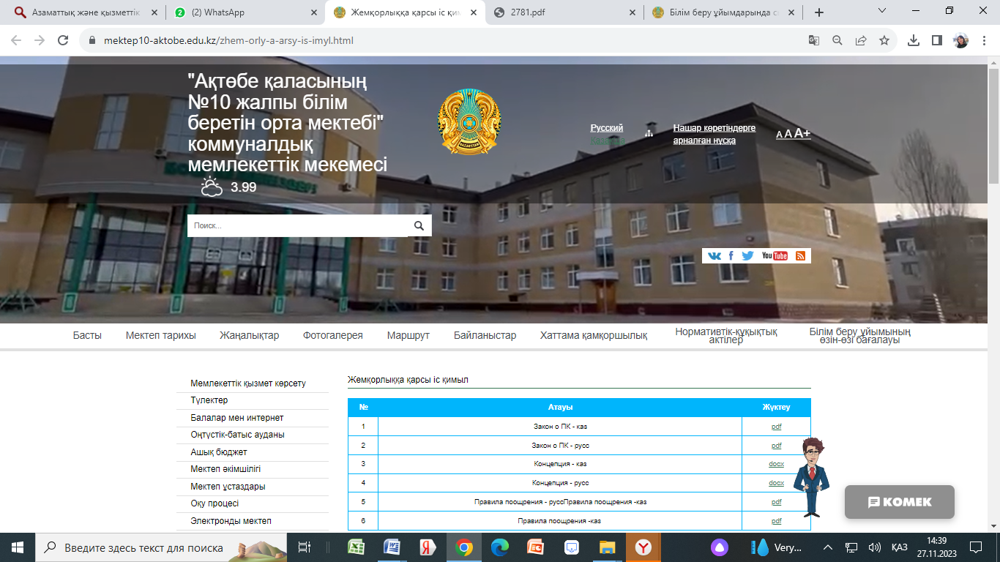 Азаматтық және қызметтік
(2) WhatsApp
Жемқорлыққа қарсы іс қим
2781.pdf
Білім беру ұйымдарында с
mektep10-aktobe.edu.kz/zhem-orly-a-arsy-is-imyl.html
"Ақтөбе қаласының
№10 жалпы білім
беретін орта мектебі"
коммуналдық
мемлекеттік мекемесі
3.99
KAZAKSTAN
Русский
Казахша
Нашар көретіндерге
арналған нұсқа
A A A+
Поиск...
You Tube
Басты
Мектеп тарихы
Жаңалықтар
Фотогалерея
Маршрут
Байланыстар
Хаттама қамқоршылық
Нормативтік-құқықтық
актілер
Білім беру ұйымының
өзін-өзі бағалауы
Мемлекеттік қызмет көрсету
Түлектер
Балалар мен интернет
Оңтүстік-батыс ауданы
Ашық бюджет
Мектеп әкімшілігі
Мектеп ұстаздары
Оқу процесі
Электронды мектеп
Жемқорлыққа қарсы іс қимыл
№ Атауы Жүктеу
1 Закон о ПК - каз pdf
2 Закон о ПК - русс pdf
3 Концепция - каз docx
4 Концепция - русс docx
5 Правила поощрения - руссПравила поощрения -каз pdf
6 Правила поощрения -каз pdf
KOMEK
Введите здесь текст для поиска
Very...
ҚАЗ
14:39
27.11.2023